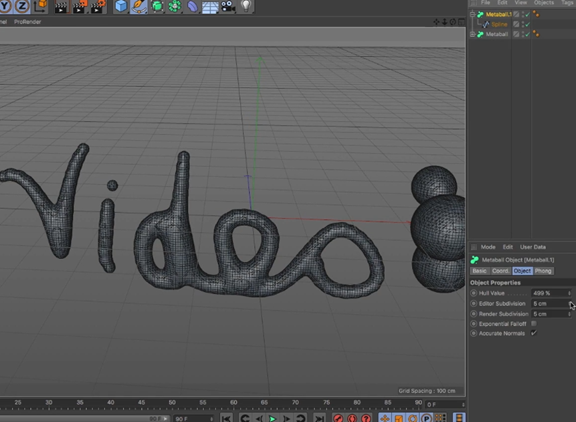 ProRender
File Edit View Objects Tags
Metaball.1
Spline
Metaball
Video
Grid Spacing : 100 cm
Mode Edit User Data
Metaball Object [Metaball.1]
Basic Coord. Object Phong
Object Properties
Hull Value 499 %
Editor Subdivision 5 cm
Render Subdivision 5 cm
Exponential Falloff
Accurate Normals
25 30 35 40 45 50 55 60 65 70 75 80 85 90 0 F
90 F